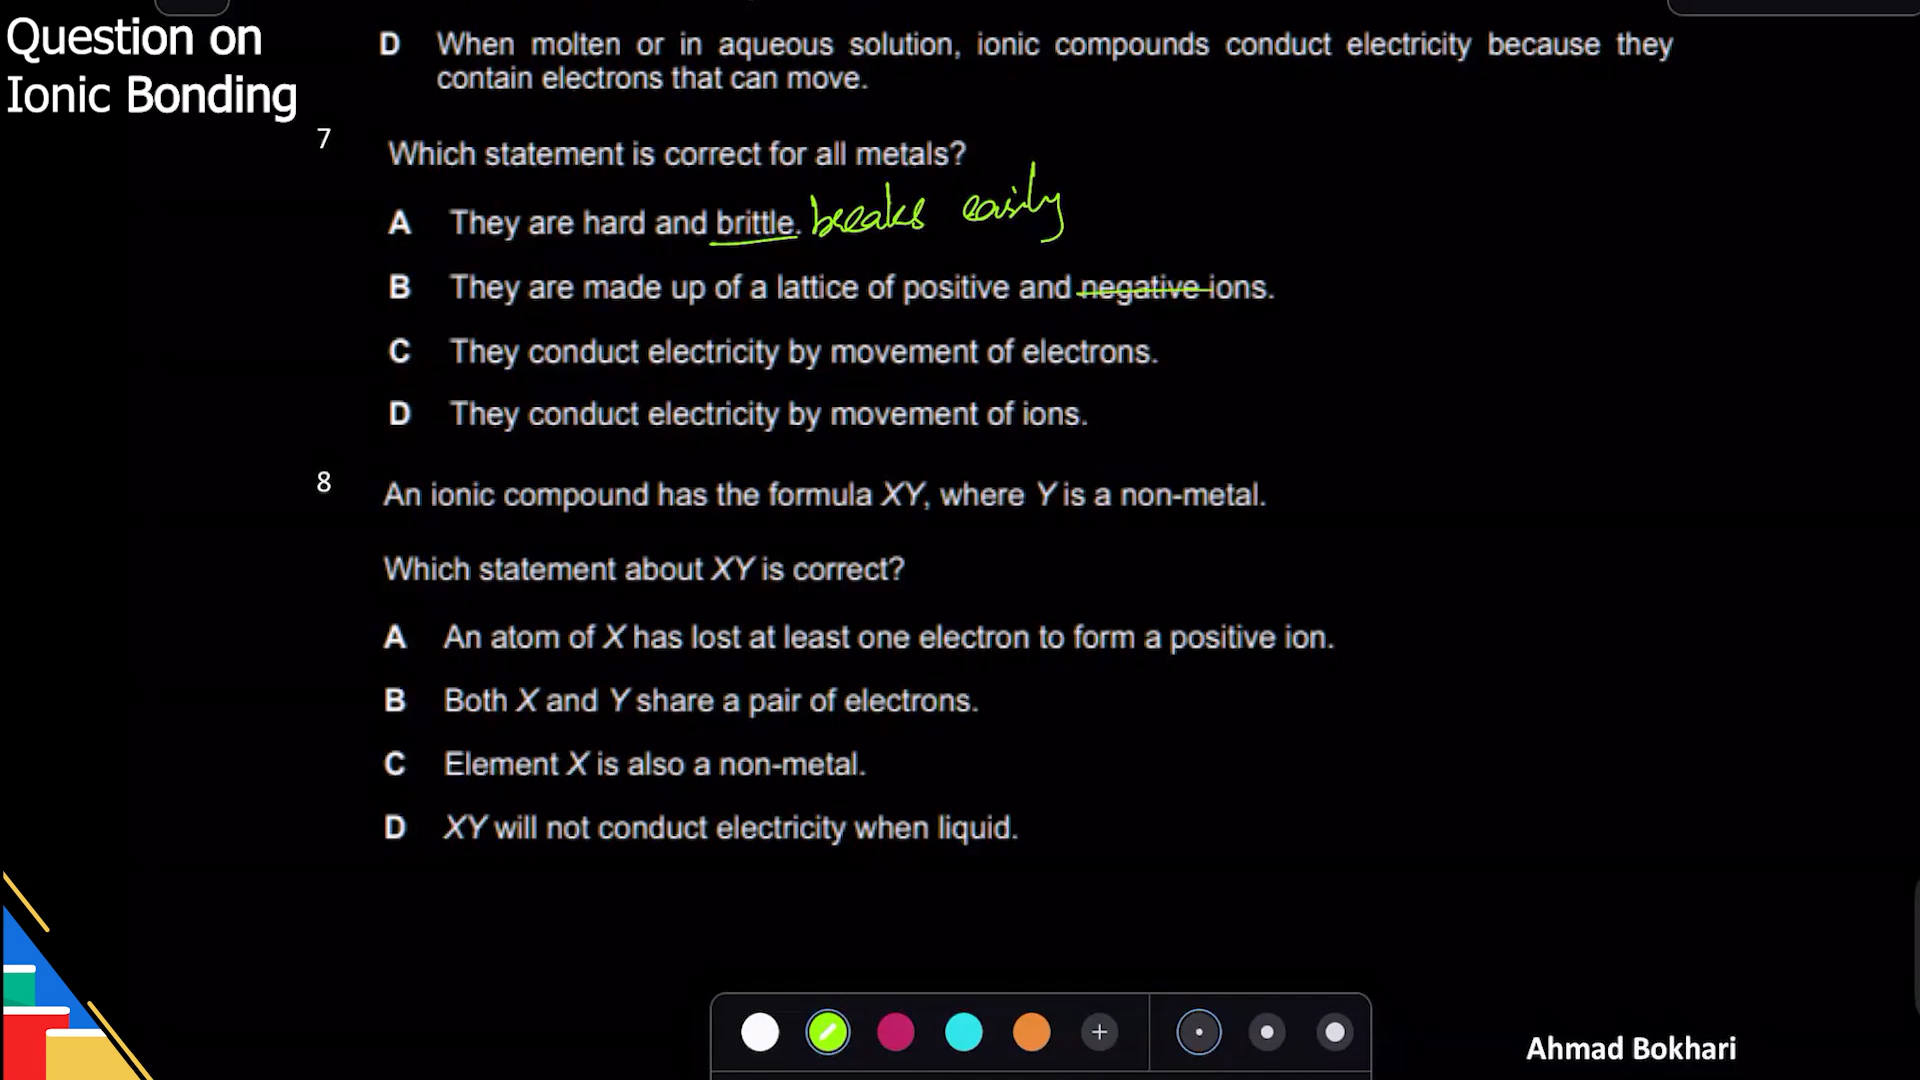 Question on
Ionic Bonding
D When molten or in aqueous solution, ionic compounds conduct electricity because they
contain electrons that can move.
7
Which statement is correct for all metals?
A They are hard and brittle. breaks easily
B They are made up of a lattice of positive and negative ions.
C They conduct electricity by movement of electrons.
D They conduct electricity by movement of ions.
8
An ionic compound has the formula XY, where Y is a non-metal.
Which statement about XY is correct?
A An atom of X has lost at least one electron to form a positive ion.
B Both X and Y share a pair of electrons.
C Element X is also a non-metal.
D XY will not conduct electricity when liquid.
Ahmad Bokhari